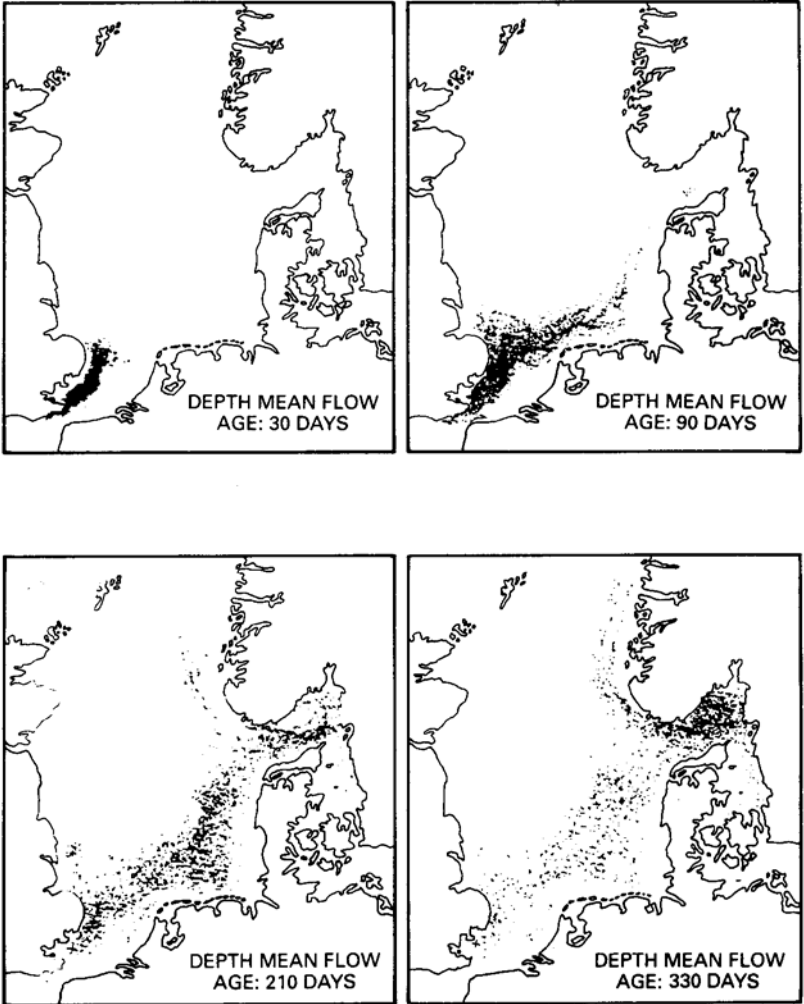 DEPTH MEAN FLOW
AGE: 30 DAYS
DEPTH MEAN FLOW
AGE: 90 DAYS
DEPTH MEAN FLOW
AGE: 210 DAYS
DEPTH MEAN FLOW
AGE: 330 DAYS